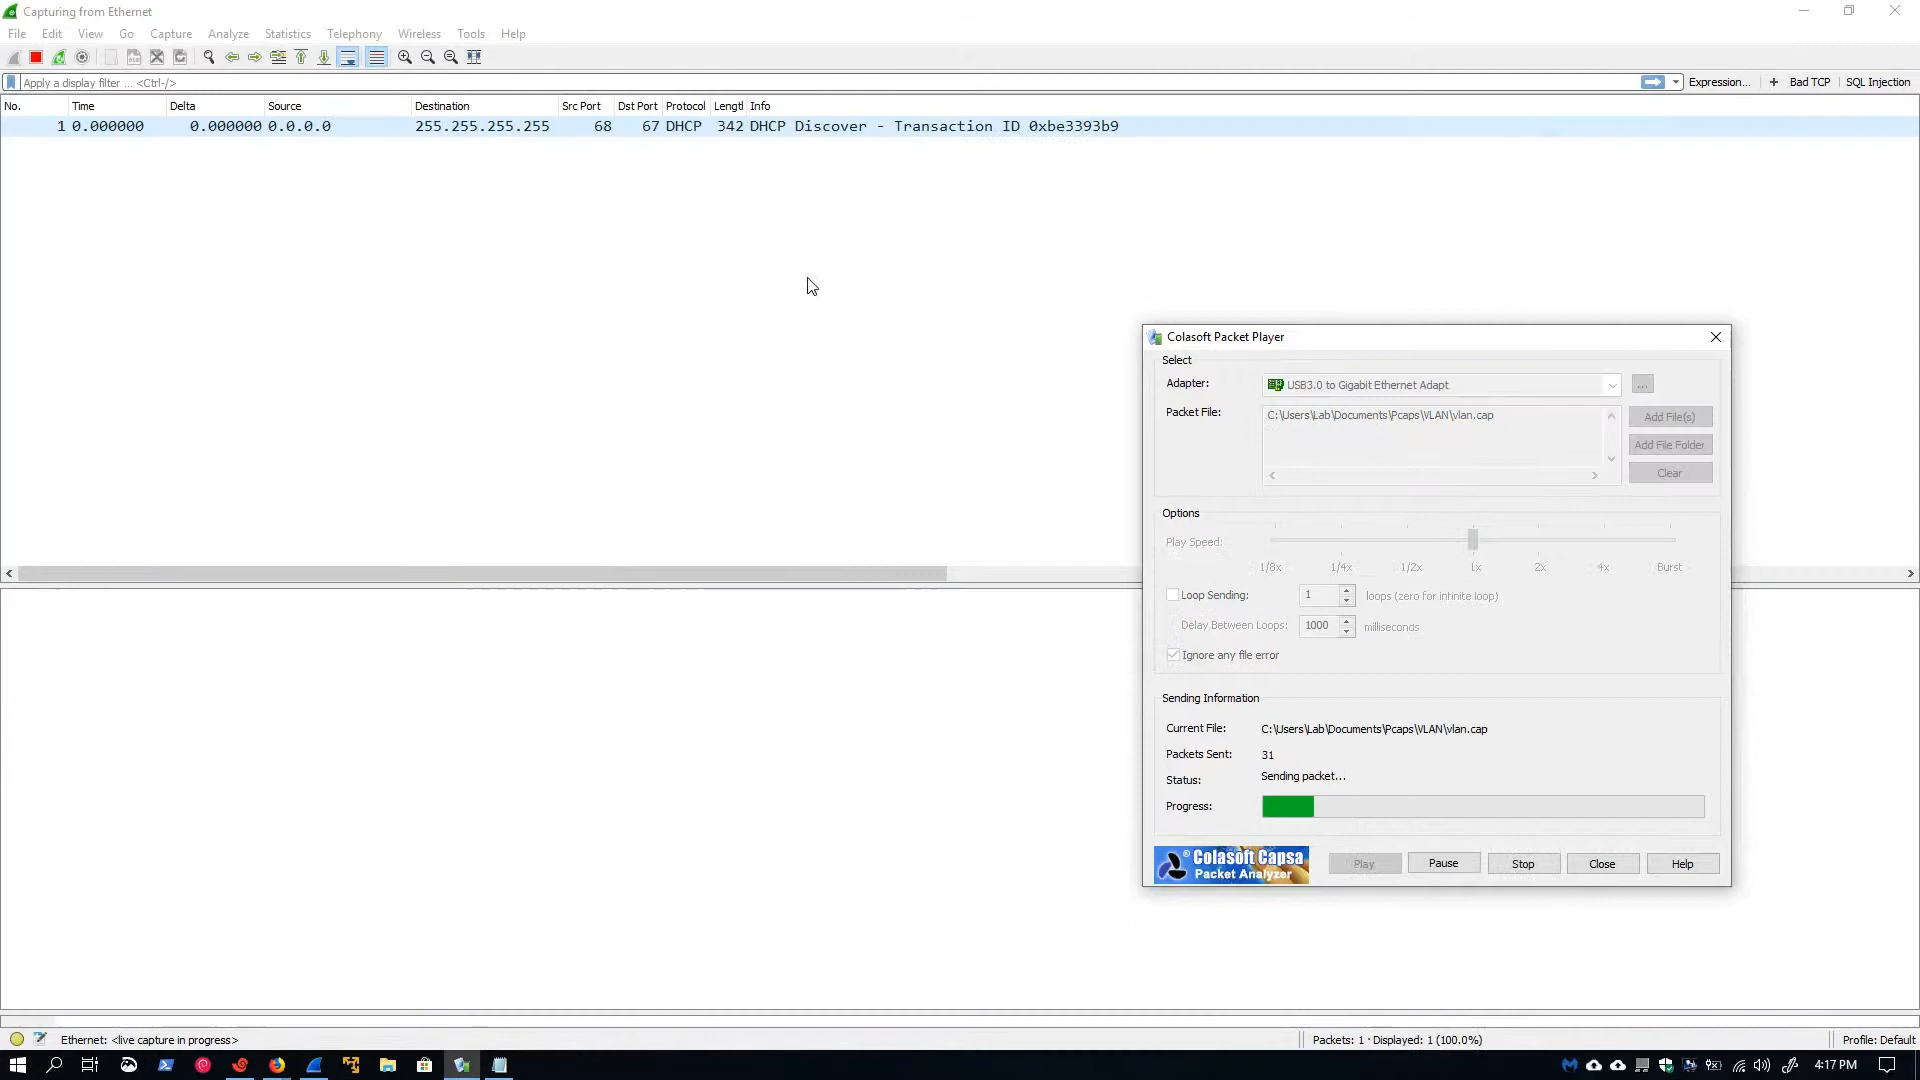 Capturing from Ethernet
File Edit View Go Capture Analyze Statistics Telephony Wireless Tools Help
Apply a display filter ... <Ctrl-/>
Expression... + Bad TCP SQL Injection
No. Time Delta Source Destination Src Port Dst Port Protocol Lengtl Info
1 0.000000 0.000000 0.0.0.0 255.255.255.255 68 67 DHCP 342 DHCP Discover - Transaction ID 0xbe3393b9
Colasoft Packet Player
Select
Adapter: USB3.0 to Gigabit Ethernet Adapt ...
Packet File: C:\Users\Lab\Documents\Pcaps\VLAN\vlan.cap
Add File(s)
Add File Folder
Clear
Options
Play Speed:
1/8x 1/4x 1/2x 1x 2x 4x Burst
Loop Sending: 1 loops (zero for infinite loop)
Delay Between Loops: 1000 milliseconds
Ignore any file error
Sending Information
Current File: C:\Users\Lab\Documents\Pcaps\VLAN\vlan.cap
Packets Sent: 31
Status: Sending packet...
Progress:
® Colasoft Capsa
Packet Analyzer
Play Pause Stop Close Help
Ethernet: <live capture in progress>
Packets: 1 · Displayed: 1 (100.0%)
Profile: Default
4:17 PM